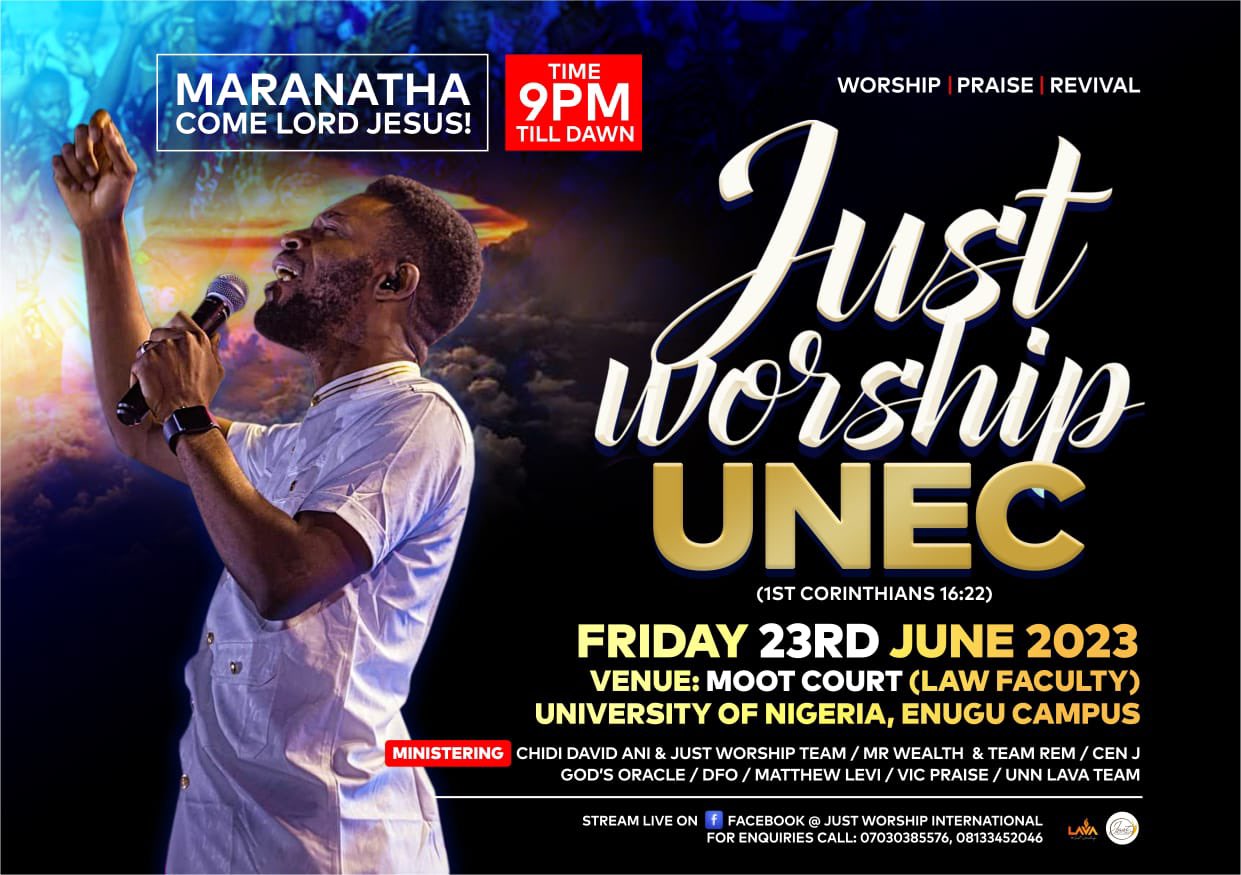 MARANATHA
COME LORD JESUS!
TIME
9PM
TILL DAWN
WORSHIP | PRAISE | REVIVAL
Just
worship
UNEC
(1ST CORINTHIANS 16:22)
FRIDAY 23RD JUNE 2023
VENUE: MOOT COURT (LAW FACULTY)
UNIVERSITY OF NIGERIA, ENUGU CAMPUS
MINISTERING CHIDI DAVID ANI & JUST WORSHIP TEAM / MR WEALTH & TEAM REM / CEN J
GOD'S ORACLE / DFO / MATTHEW LEVI / VIC PRAISE / UNN LAVA TEAM
STREAM LIVE ON f FACEBOOK @ JUST WORSHIP INTERNATIONAL
FOR ENQUIRIES CALL: 07030385576, 08133452046
LAVA
Just